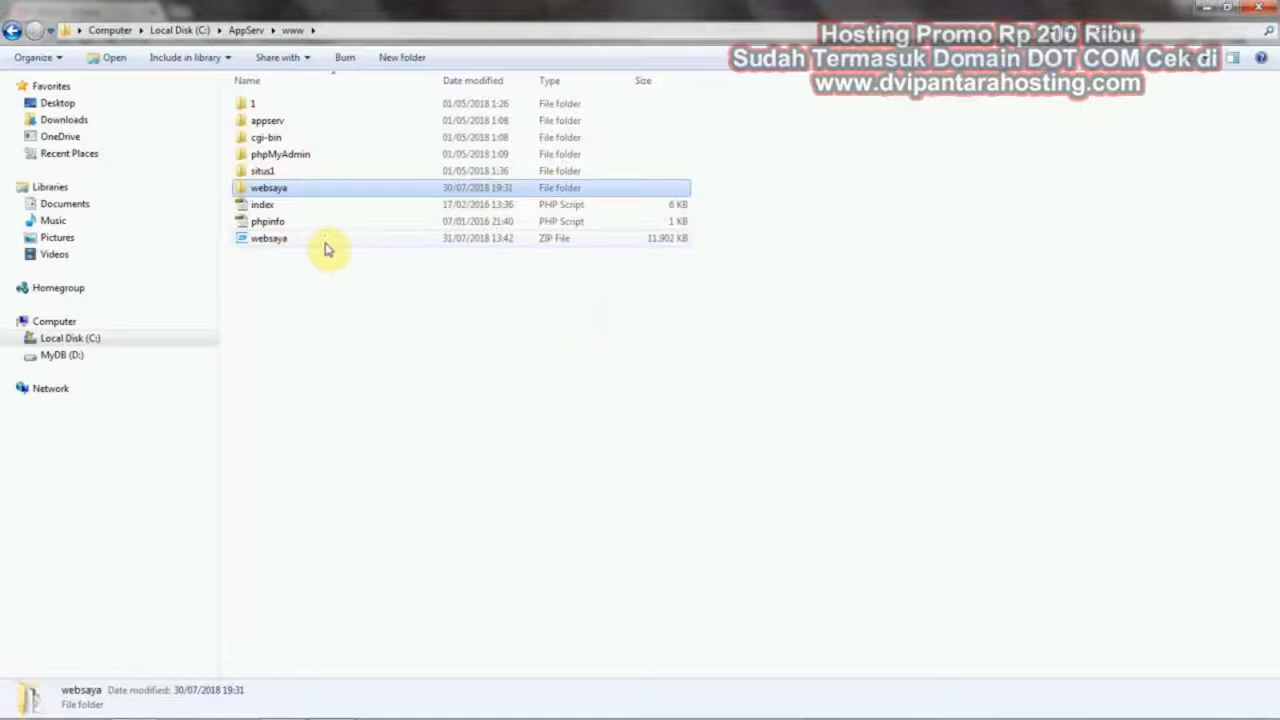 Computer Local Disk (C:) AppServ www
Hosting Promo Rp 200 Ribu
Sudah Termasuk Domain DOT COM Cek di
www.dvipantarahosting.com
Organize Open Include in library Share with Burn New folder
Name Date modified Type Size
Favorites
Desktop
Downloads
OneDrive
Recent Places
Libraries
Documents
Music
Pictures
Videos
Homegroup
Computer
Local Disk (C:)
MyDB (D:)
Network
1 01/05/2018 1:26 File folder
appserv 01/05/2018 1:08 File folder
cgi-bin 01/05/2018 1:08 File folder
phpMyAdmin 01/05/2018 1:09 File folder
situs1 01/05/2018 1:36 File folder
websaya 30/07/2018 19:31 File folder
index 17/02/2016 13:36 PHP Script 6 KB
phpinfo 07/01/2016 21:40 PHP Script 1 KB
websaya 31/07/2018 13:42 ZIP File 11.902 KB
websaya Date modified: 30/07/2018 19:31
File folder